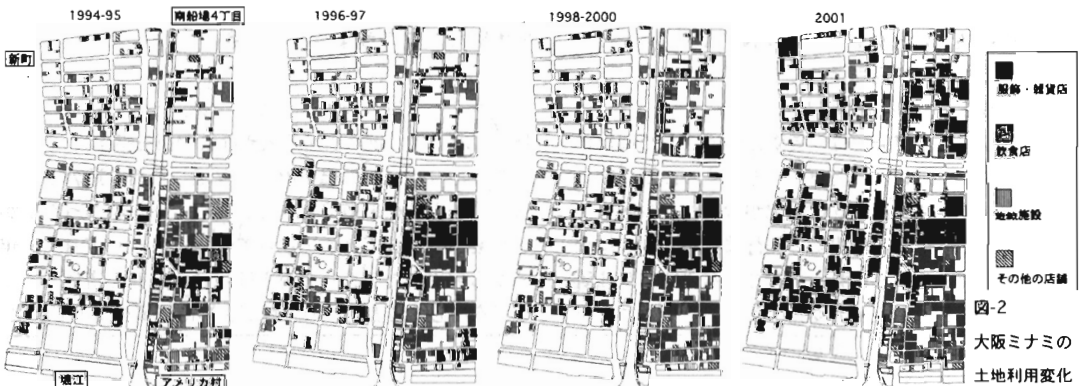 1994-95
南船場4丁目
1996-97
1998-2000
2001
新町
服飾・雑貨店
飲食店
施設
その他の店舗
図-2
大阪ミナミの
土地利用変化
堀江
アメリカ村